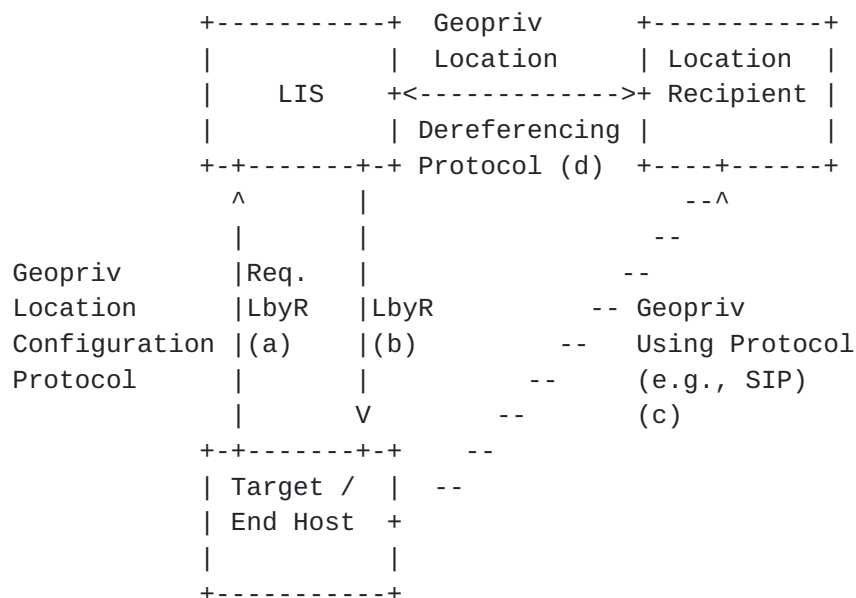 +-----------+  Geopriv      +-----------+
|           |  Location     | Location  |
|    LIS    +<------------->+ Recipient |
|           | Dereferencing |           |
+-+-------+-+ Protocol (d)  +----+------+
^       |                    --^
|       |                  --
Geopriv       |Req.   |                --
Location      |LbyR   |LbyR          -- Geopriv
Configuration |(a)    |(b)         --   Using Protocol
Protocol      |       |          --     (e.g., SIP)
|       V        --       (c)
+-+-------+-+    --
| Target /  |  --
| End Host  +
|           |
+-----------+